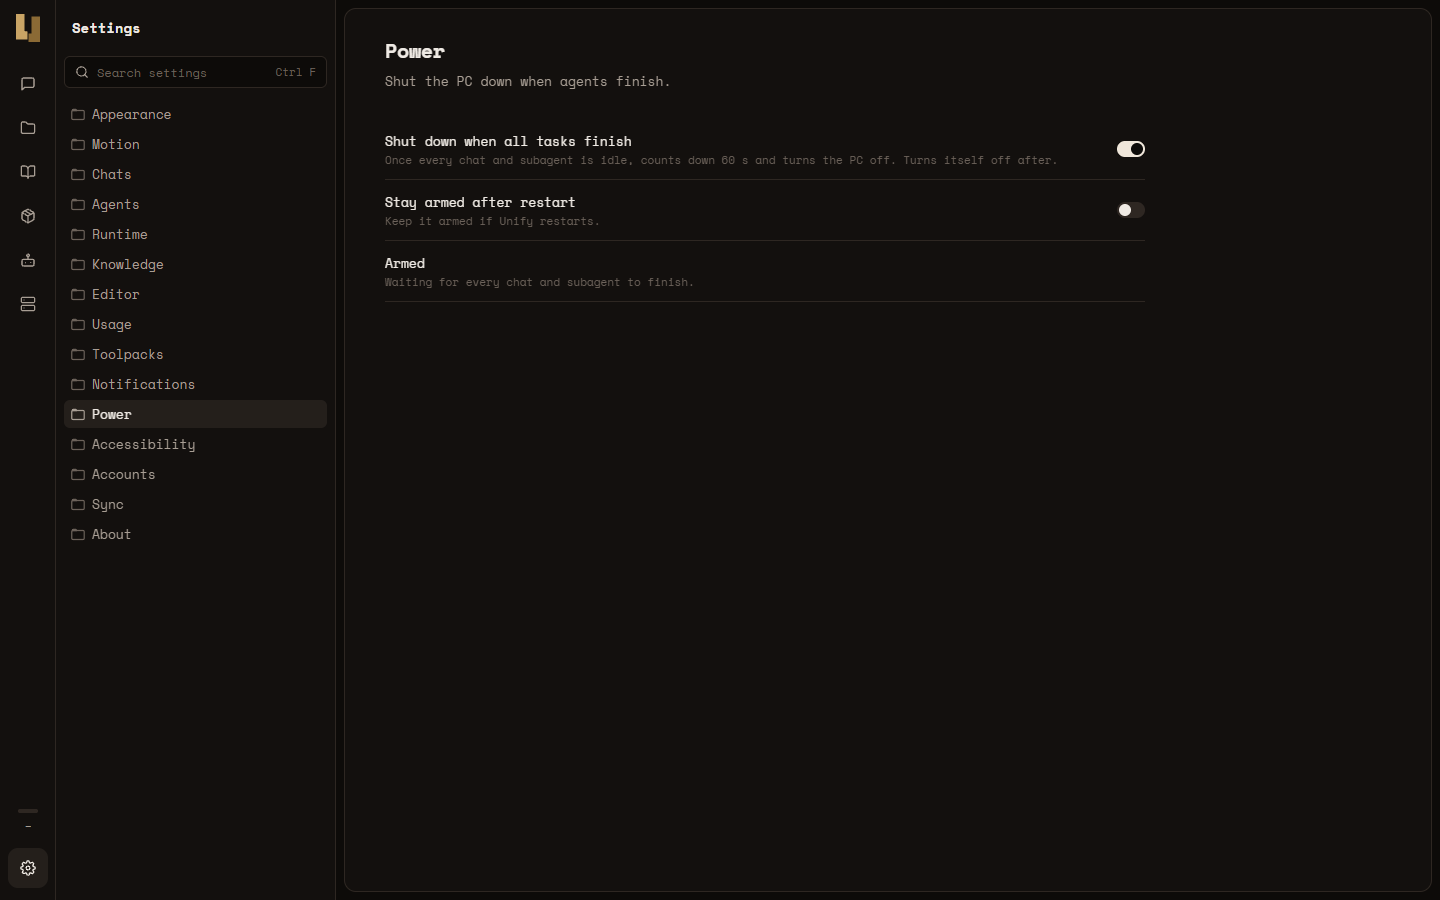 Settings
Search settings
Ctrl F
Appearance
Motion
Chats
Agents
Runtime
Knowledge
Editor
Usage
Toolpacks
Notifications
Power
Accessibility
Accounts
Sync
About
Power
Shut the PC down when agents finish.
Shut down when all tasks finish
Once every chat and subagent is idle, counts down 60 s and turns the PC off. Turns itself off after.
Stay armed after restart
Keep it armed if Unify restarts.
Armed
Waiting for every chat and subagent to finish.